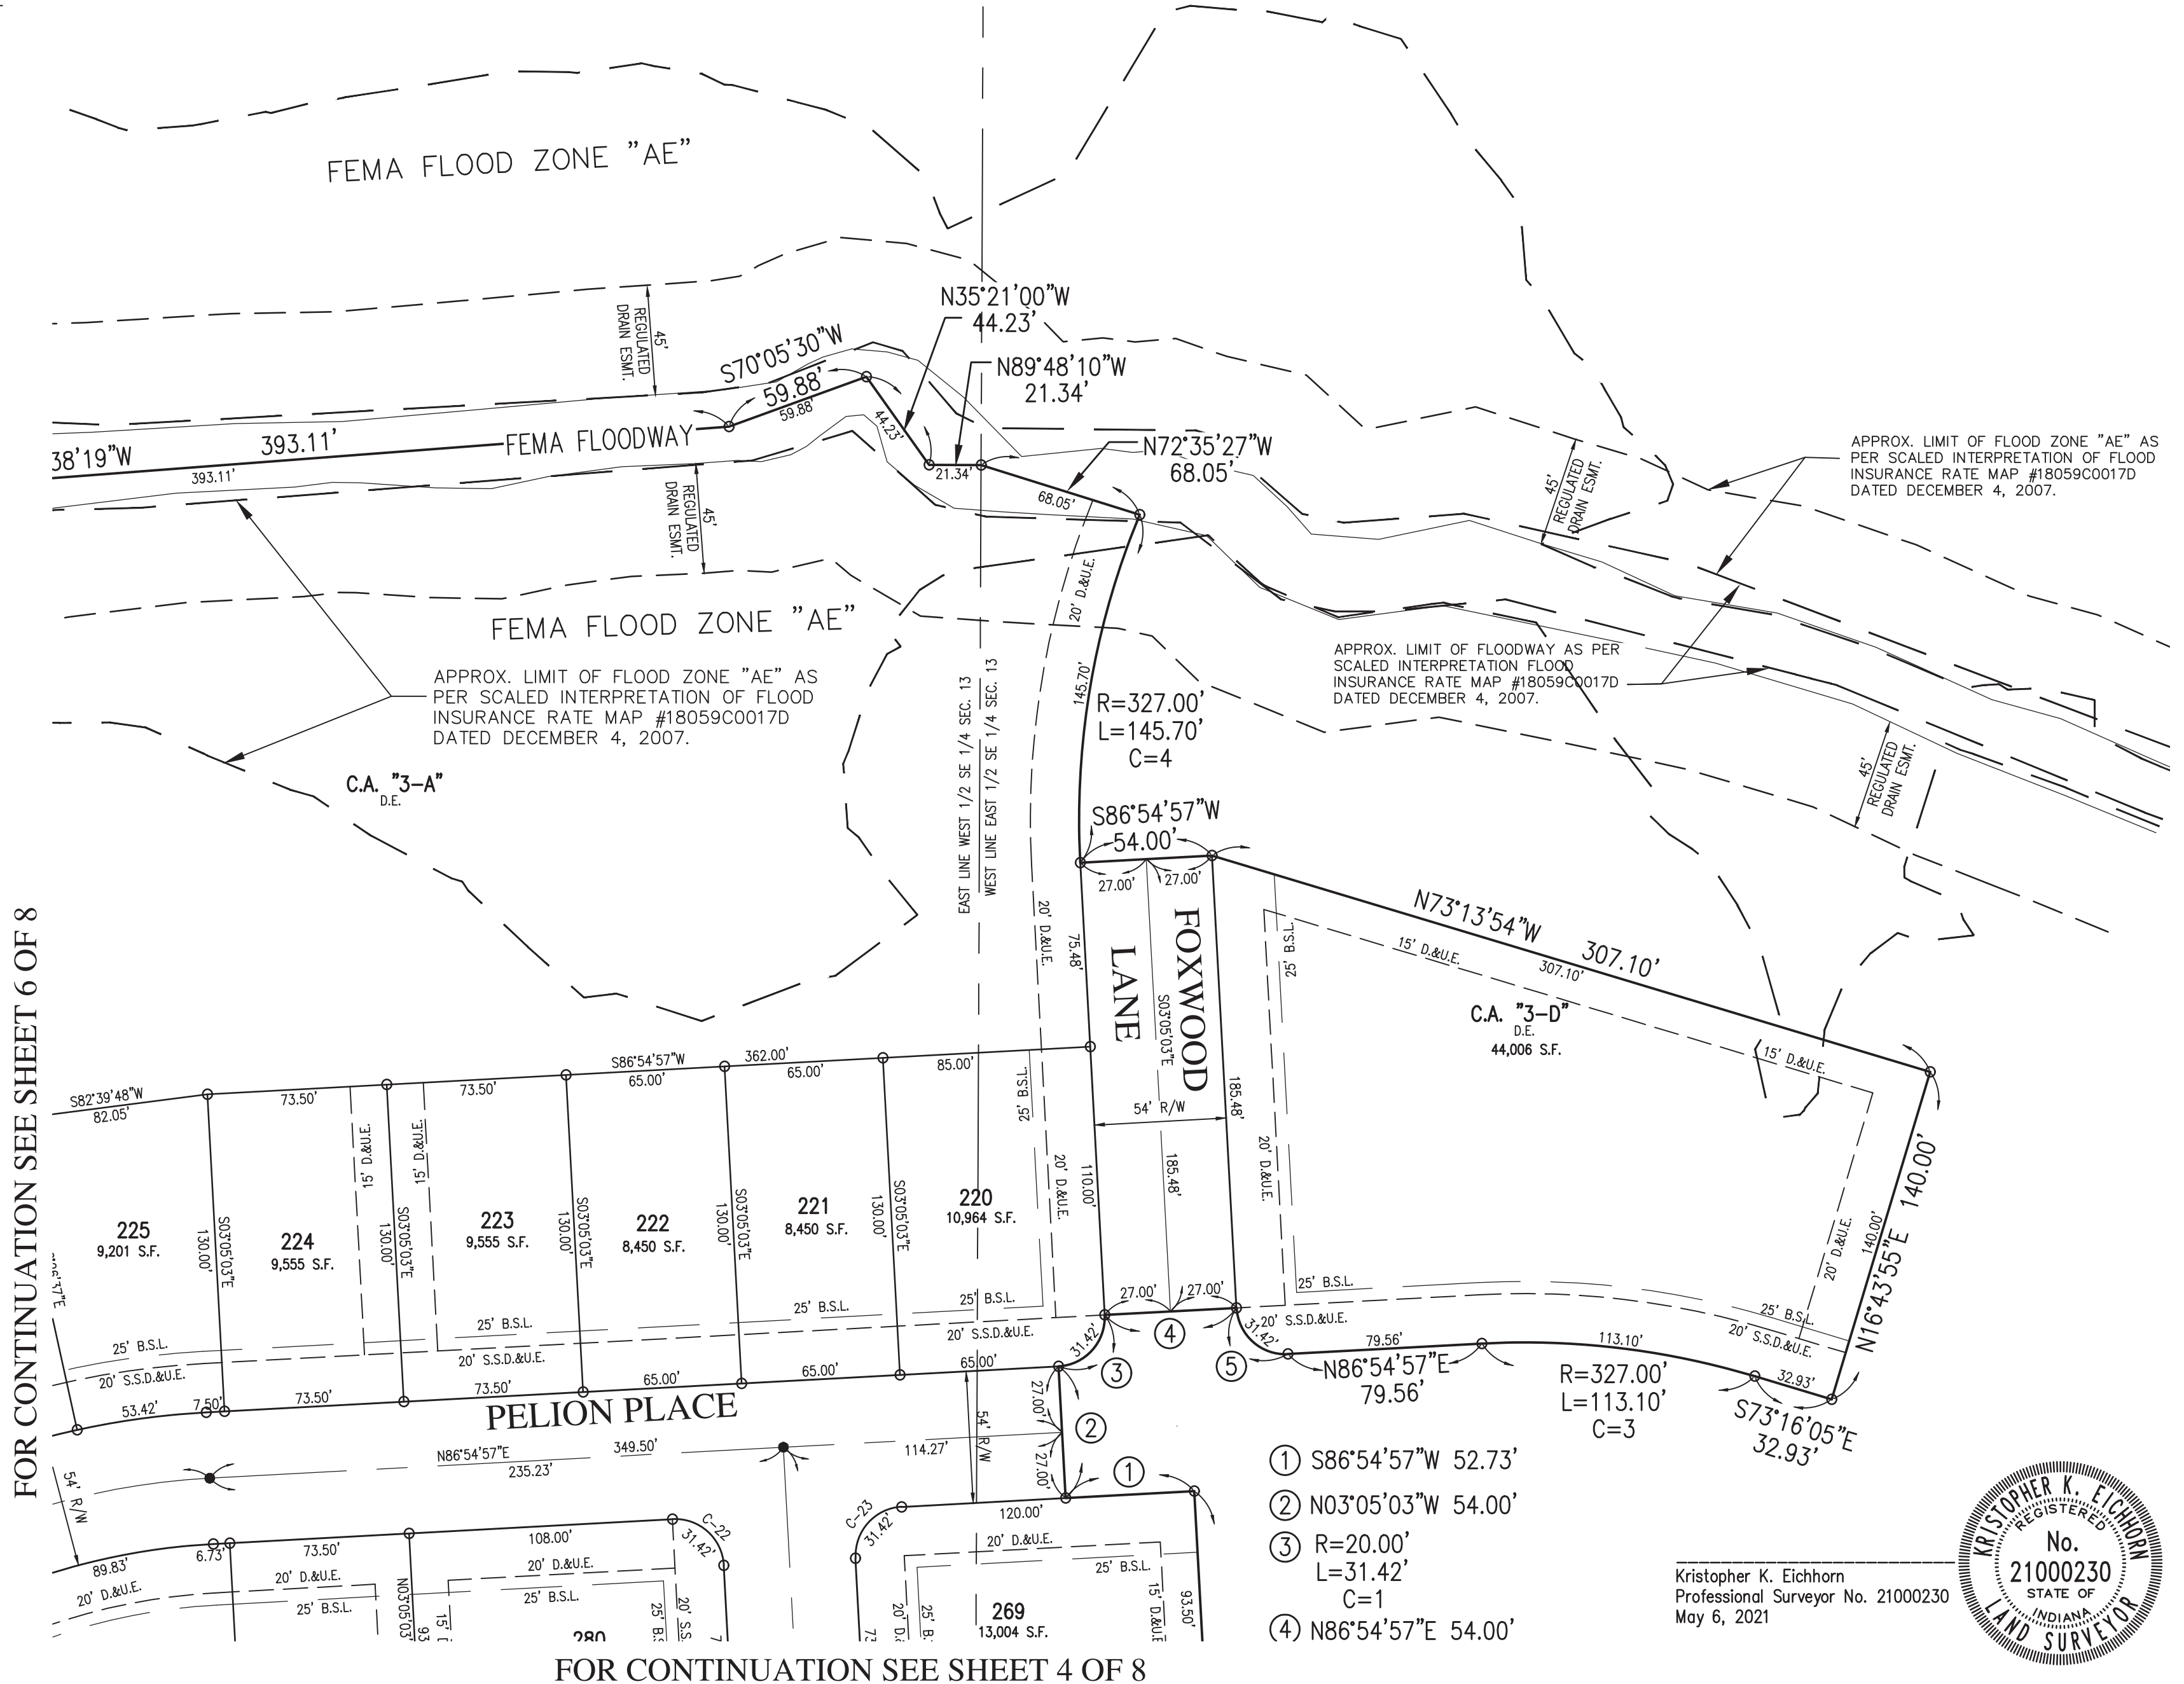 FEMA FLOOD ZONE "AE"
45'
REGULATED
DRAIN ESMT.
N35°21'00"W
44.23'
S70°05'30"W
59.88'
59.88'
N89°48'10"W
21.34'
44.23'
21.34'
N72°35'27"W
68.05'
68.05'
38'19"W
393.11'
393.11'
FEMA FLOODWAY
45'
REGULATED
DRAIN ESMT.
45'
REGULATED
DRAIN ESMT.
APPROX. LIMIT OF FLOOD ZONE "AE" AS
PER SCALED INTERPRETATION OF FLOOD
INSURANCE RATE MAP #18059C0017D
DATED DECEMBER 4, 2007.
FEMA FLOOD ZONE "AE"
APPROX. LIMIT OF FLOOD ZONE "AE" AS
PER SCALED INTERPRETATION OF FLOOD
INSURANCE RATE MAP #18059C0017D
DATED DECEMBER 4, 2007.
C.A. "3-A"
D.E.
20' D.&U.E.
145.70'
R=327.00'
L=145.70'
C=4
APPROX. LIMIT OF FLOODWAY AS PER
SCALED INTERPRETATION FLOOD
INSURANCE RATE MAP #18059C0017D
DATED DECEMBER 4, 2007.
45'
REGULATED
DRAIN ESMT.
EAST LINE WEST 1/2 SE 1/4 SEC. 13
WEST LINE EAST 1/2 SE 1/4 SEC. 13
S86°54'57"W
54.00'
27.00'
27.00'
20' D.&U.E.
75.48'
FOXWOOD
LANE
S03°05'03"E
185.48'
185.48'
54' R/W
110.00'
25' B.S.L.
20' D.&U.E.
N73°13'54"W
307.10'
15' D.&U.E.
307.10'
C.A. "3-D"
D.E.
44,006 S.F.
15' D.&U.E.
N16°43'55"E
140.00'
140.00'
20' D.&U.E.
25' B.S.L.
20' S.S.D.&U.E.
25' B.S.L.
20' S.S.D.&U.E.
FOR CONTINUATION SEE SHEET 6 OF 8
S82°39'48"W
82.05'
73.50'
73.50'
S86°54'57"W
362.00'
65.00'
65.00'
85.00'
25' B.S.L.
20' D.&U.E.
225
9,201 S.F.
S03°05'03"E
130.00'
224
9,555 S.F.
15' D.&U.E.
S03°05'03"E
130.00'
15' D.&U.E.
223
9,555 S.F.
S03°05'03"E
130.00'
222
8,450 S.F.
S03°05'03"E
130.00'
221
8,450 S.F.
S03°05'03"E
130.00'
220
10,964 S.F.
25' B.S.L.
20' S.S.D.&U.E.
25' B.S.L.
20' S.S.D.&U.E.
25' B.S.L.
25' B.S.L.
20' S.S.D.&U.E.
27.00'
27.00'
4
31.42'
3
5
31.42'
79.56'
N86°54'57"E
79.56'
113.10'
R=327.00'
L=113.10'
C=3
32.93'
S73°16'05"E
32.93'
53.42'
7.50'
73.50'
73.50'
65.00'
65.00'
65.00'
PELION PLACE
54' R/W
N86°54'57"E
349.50'
235.23'
114.27'
54' R/W
27.00'
27.00'
2
1
89.83'
6.73'
73.50'
108.00'
C-22
31.42'
C-23
31.42'
120.00'
20' D.&U.E.
20' D.&U.E.
25' B.S.L.
N03°05'03
93
15'
20' D.&U.E.
25' B.S.L.
280
20' S.S.
20' D.&U.E.
25' B.S.L.
15' D.&U.E
93.50'
269
13,004 S.F.
1 S86°54'57"W 52.73'
2 N03°05'03"W 54.00'
3 R=20.00'
L=31.42'
C=1
4 N86°54'57"E 54.00'
Kristopher K. Eichhorn
Professional Surveyor No. 21000230
May 6, 2021
KRISTOPHER K. EICHHORN
REGISTERED
No.
21000230
STATE OF
INDIANA
LAND SURVEYOR
FOR CONTINUATION SEE SHEET 4 OF 8